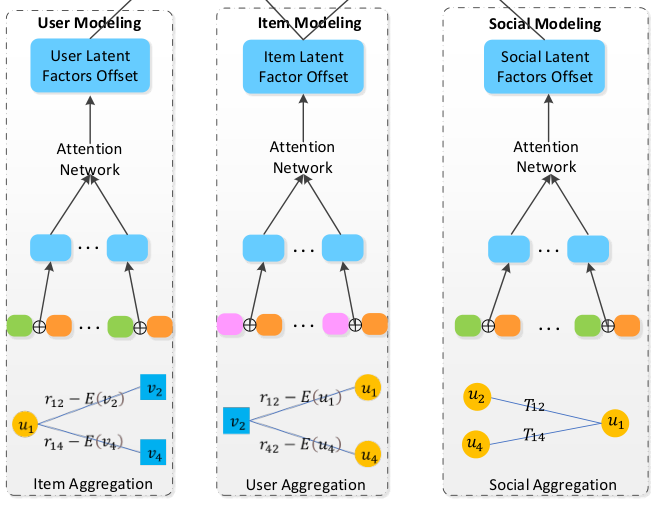 User Modeling
User Latent
Factors Offset
Attention
Network
...
...
r₁₂ − E(v₂)
v₂
u₁
r₁₄ − E(v₄)
v₄
Item Aggregation
Item Modeling
Item Latent
Factor Offset
Attention
Network
...
...
r₁₂ − E(u₁)
u₁
v₂
r₄₂ − E(u₄)
u₄
User Aggregation
Social Modeling
Social Latent
Factors Offset
Attention
Network
...
...
u₂
T₁₂
u₁
T₁₄
u₄
Social Aggregation